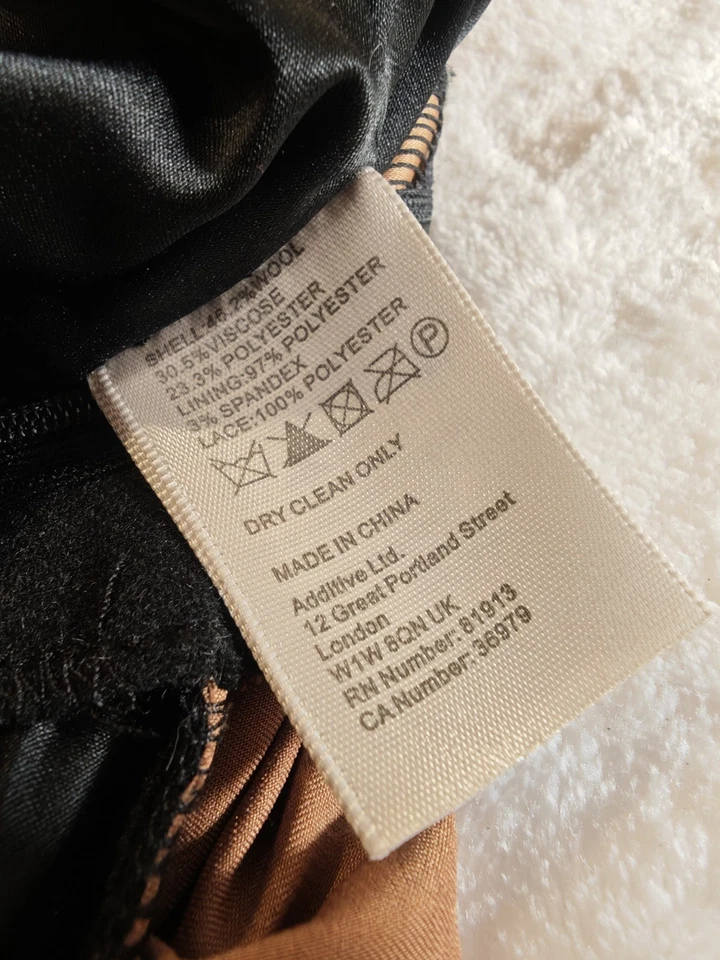 SHELL:46.2%WOOL
30.5%VISCOSE
23.3% POLYESTER
LINING:97% POLYESTER
3% SPANDEX
LACE:100% POLYESTER
P
DRY CLEAN ONLY
MADE IN CHINA
Additive Ltd.
12 Great Portland Street
London
W1W 8QN UK
RN Number: 81913
CA Number: 36979